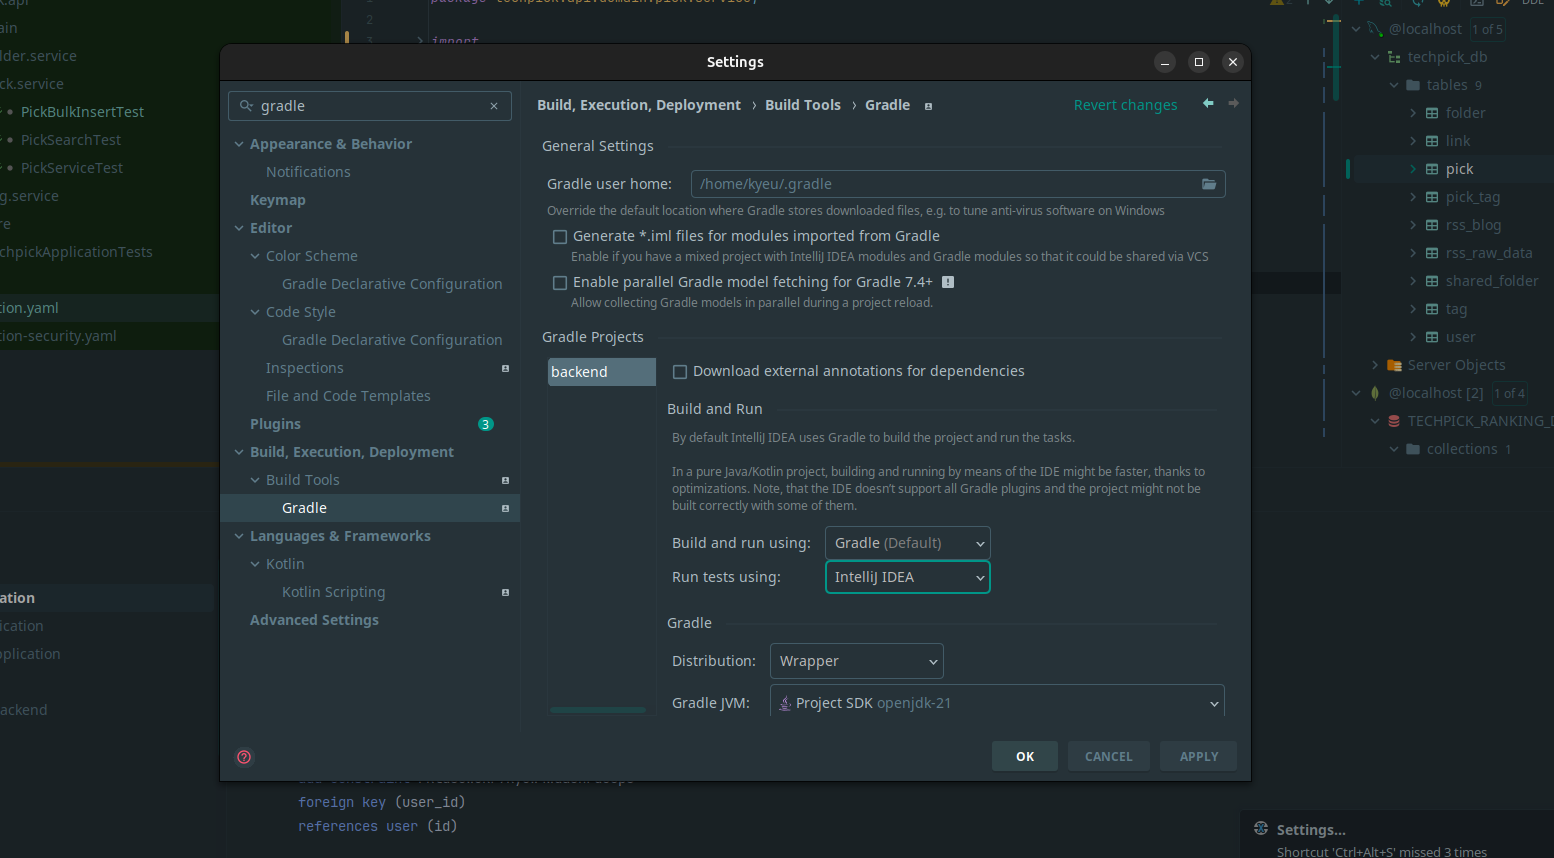 ain
lder.service
ck.service
PickBulkInsertTest
PickSearchTest
PickServiceTest
g.service
re
chpickApplicationTests
tion.yaml
tion-security.yaml
ation
ication
pplication
ackend
2
3
import
Settings
gradle
Appearance & Behavior
Notifications
Keymap
Editor
Color Scheme
Gradle Declarative Configuration
Code Style
Gradle Declarative Configuration
Inspections
File and Code Templates
Plugins 3
Build, Execution, Deployment
Build Tools
Gradle
Languages & Frameworks
Kotlin
Kotlin Scripting
Advanced Settings
Build, Execution, Deployment › Build Tools › Gradle
Revert changes
General Settings
Gradle user home: /home/kyeu/.gradle
Override the default location where Gradle stores downloaded files, e.g. to tune anti-virus software on Windows
Generate *.iml files for modules imported from Gradle
Enable if you have a mixed project with IntelliJ IDEA modules and Gradle modules so that it could be shared via VCS
Enable parallel Gradle model fetching for Gradle 7.4+
Allow collecting Gradle models in parallel during a project reload.
Gradle Projects
backend
Download external annotations for dependencies
Build and Run
By default IntelliJ IDEA uses Gradle to build the project and run the tasks.
In a pure Java/Kotlin project, building and running by means of the IDE might be faster, thanks to
optimizations. Note, that the IDE doesn't support all Gradle plugins and the project might not be
built correctly with some of them.
Build and run using: Gradle (Default)
Run tests using: IntelliJ IDEA
Gradle
Distribution: Wrapper
Gradle JVM: Project SDK openjdk-21
OK
CANCEL
APPLY
foreign key (user_id)
references user (id)
DDL
@localhost 1 of 5
techpick_db
tables 9
folder
link
pick
pick_tag
rss_blog
rss_raw_data
shared_folder
tag
user
Server Objects
@localhost [2] 1 of 4
TECHPICK_RANKING_D
collections 1
Settings...
Shortcut 'Ctrl+Alt+S' missed 3 times